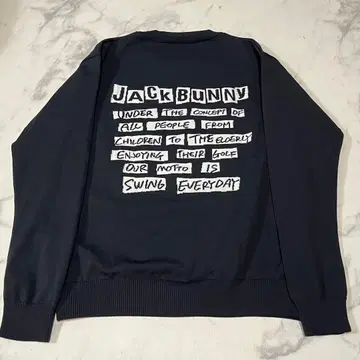 JACK BUNNY
UNDER THE CONCEPT OF
ALL PEOPLE FROM
CHILDREN TO THE ELDERLY
ENJOYING THEIR GOLF
OUR MOTTO IS
SWING EVERYDAY